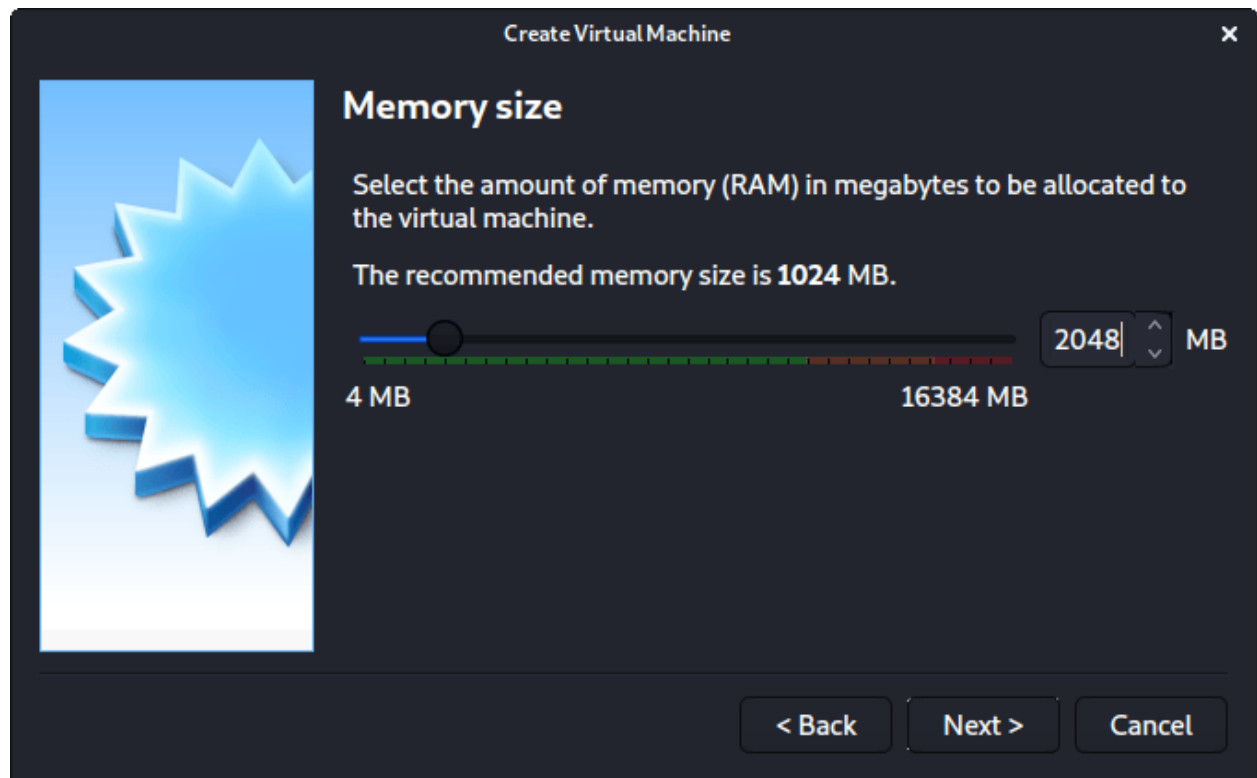 Create Virtual Machine
Memory size
Select the amount of memory (RAM) in megabytes to be allocated to
the virtual machine.
The recommended memory size is 1024 MB.
2048 MB
4 MB 16384 MB
< Back Next > Cancel